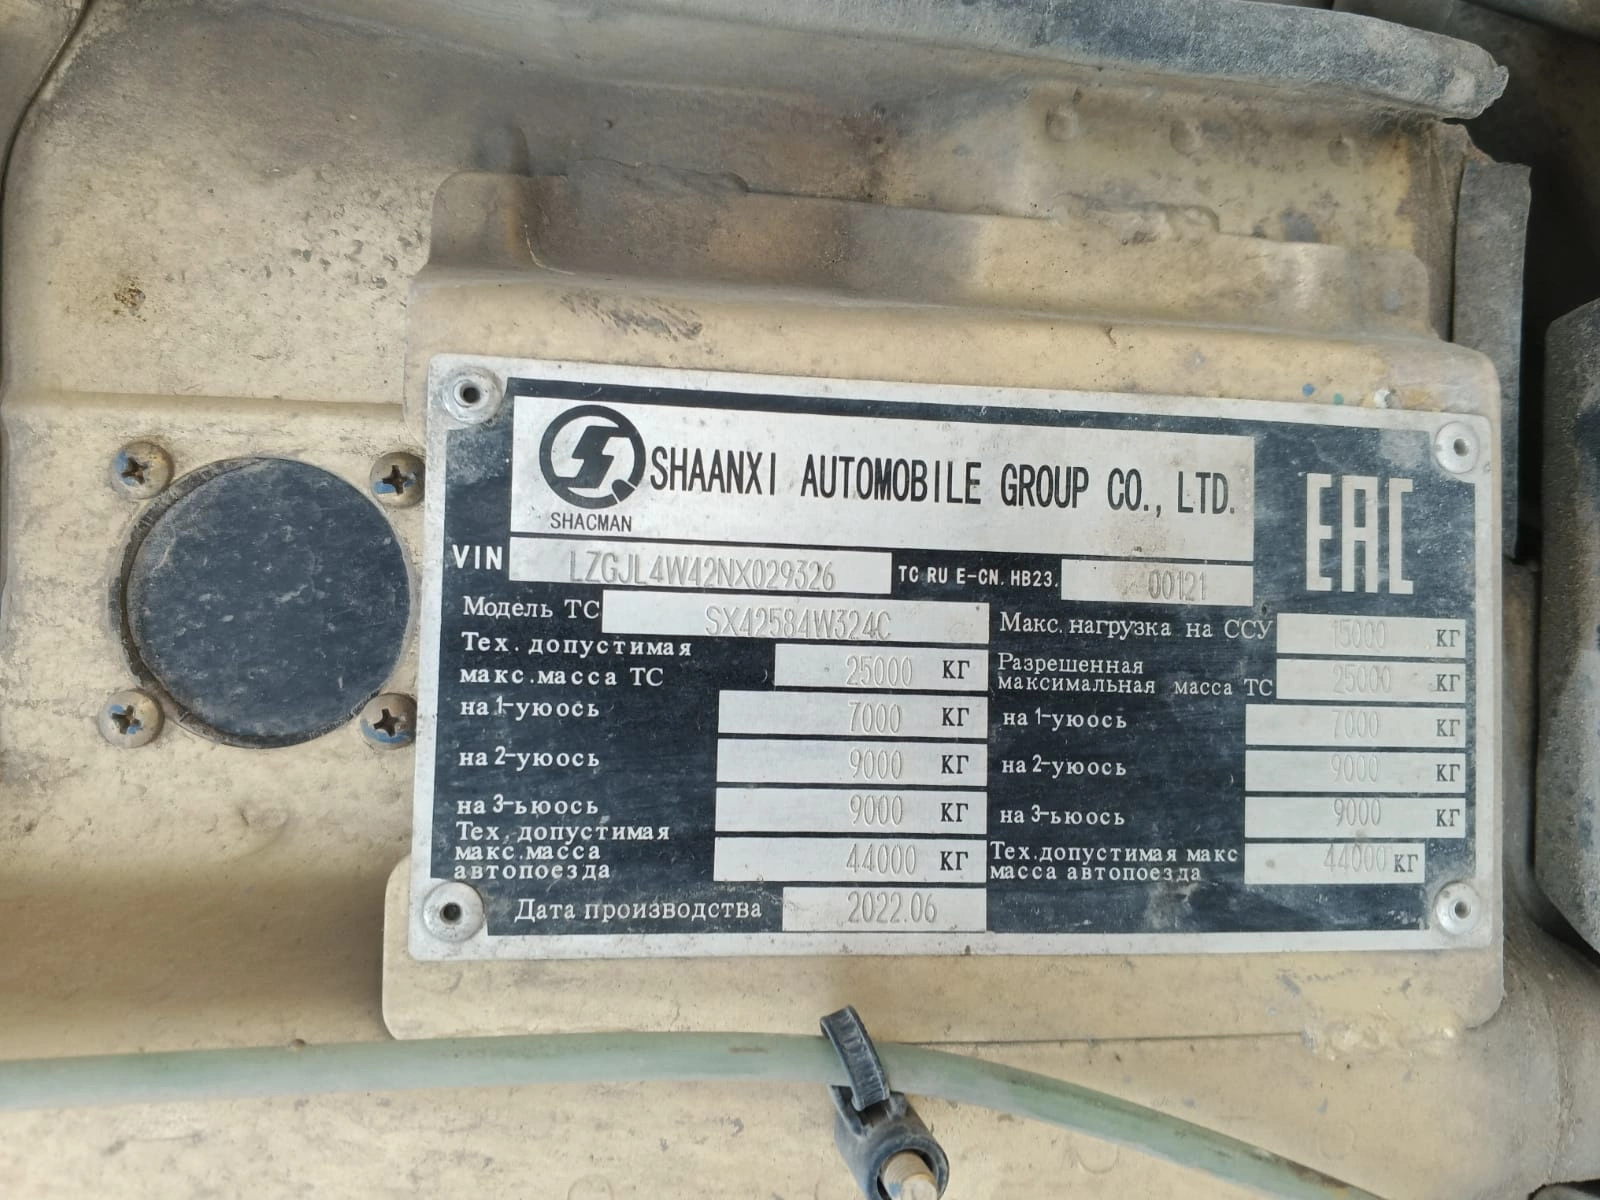 SHACMAN
SHAANXI AUTOMOBILE GROUP CO., LTD.
EAC
VIN LZGJL4W42NX029326 TC RU E-CN. HB23. 00121
Модель ТС SX42584W324C
Макс. нагрузка на ССУ 15000 КГ
Тех. допустимая
макс.масса ТС 25000 КГ
Разрешенная
максимальная масса ТС 25000 КГ
на 1-уюось 7000 КГ
на 1-уюось 7000 КГ
на 2-уюось 9000 КГ
на 2-уюось 9000 КГ
на 3-ьюось 9000 КГ
на 3-ьюось 9000 КГ
Тех. допустимая
макс.масса
автопоезда 44000 КГ
Тех.допустимая макс
масса автопоезда 44000 КГ
Дата производства 2022.06